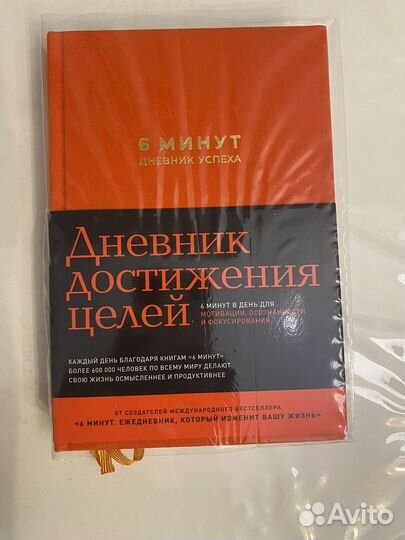 6 МИНУТ
ДНЕВНИК УСПЕХА
Дневник
достижения
целей
6 МИНУТ В ДЕНЬ ДЛЯ
МОТИВАЦИИ, ОСОЗНАННОСТИ
И ФОКУСИРОВАНИЯ
КАЖДЫЙ ДЕНЬ БЛАГОДАРЯ КНИГАМ «6 МИНУТ»
БОЛЕЕ 600 000 ЧЕЛОВЕК ПО ВСЕМУ МИРУ ДЕЛАЮТ
СВОЮ ЖИЗНЬ ОСМЫСЛЕННЕЕ И ПРОДУКТИВНЕЕ
ОТ СОЗДАТЕЛЕЙ МЕЖДУНАРОДНОГО БЕСТСЕЛЛЕРА
«6 МИНУТ. ЕЖЕДНЕВНИК, КОТОРЫЙ ИЗМЕНИТ ВАШУ ЖИЗНЬ»
Avito